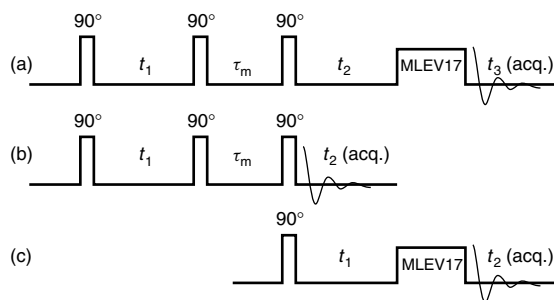 90° 90° 90°
(a) t₁ τₘ t₂ MLEV17 t₃ (acq.)
90° 90° 90°
(b) t₁ τₘ t₂ (acq.)
90°
(c) t₁ MLEV17 t₂ (acq.)